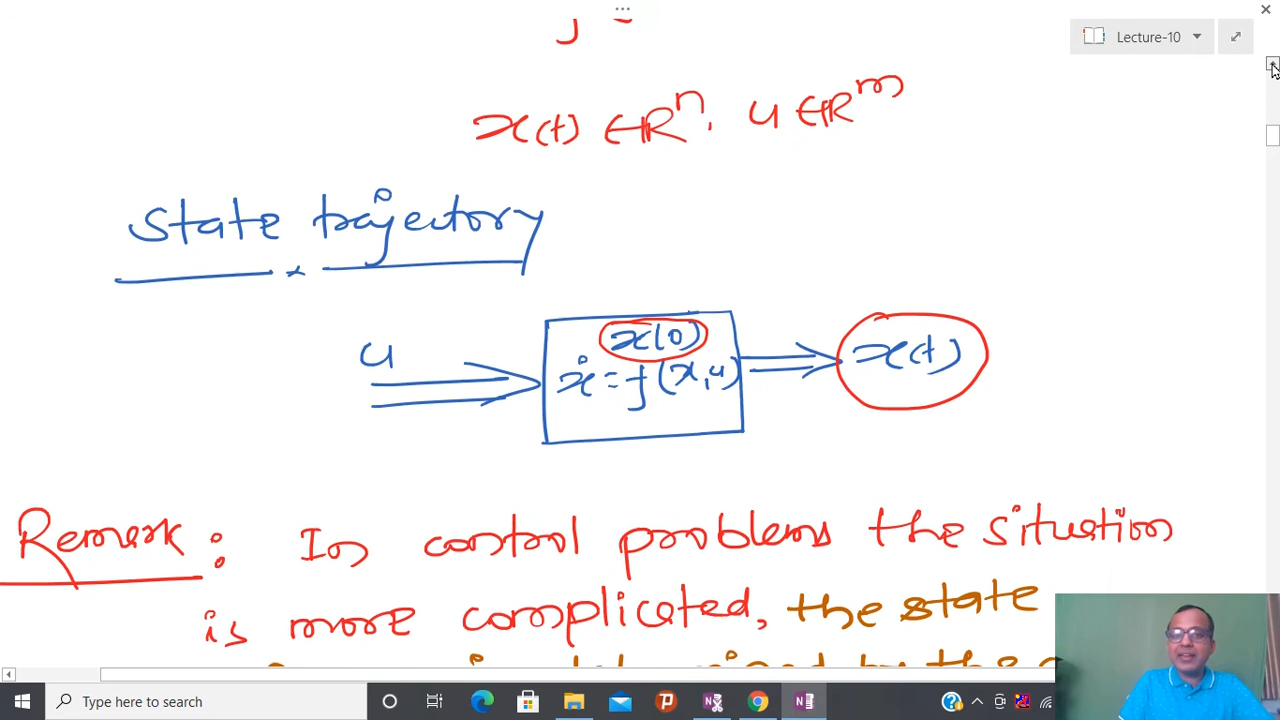 Lecture-10
x(t) ∈ ℝⁿ, u ∈ ℝᵐ
State trajectory
u
x(0)
ẋ = f(x,u)
x(t)
Remark: In control problems the situation
is more complicated, the state
Type here to search